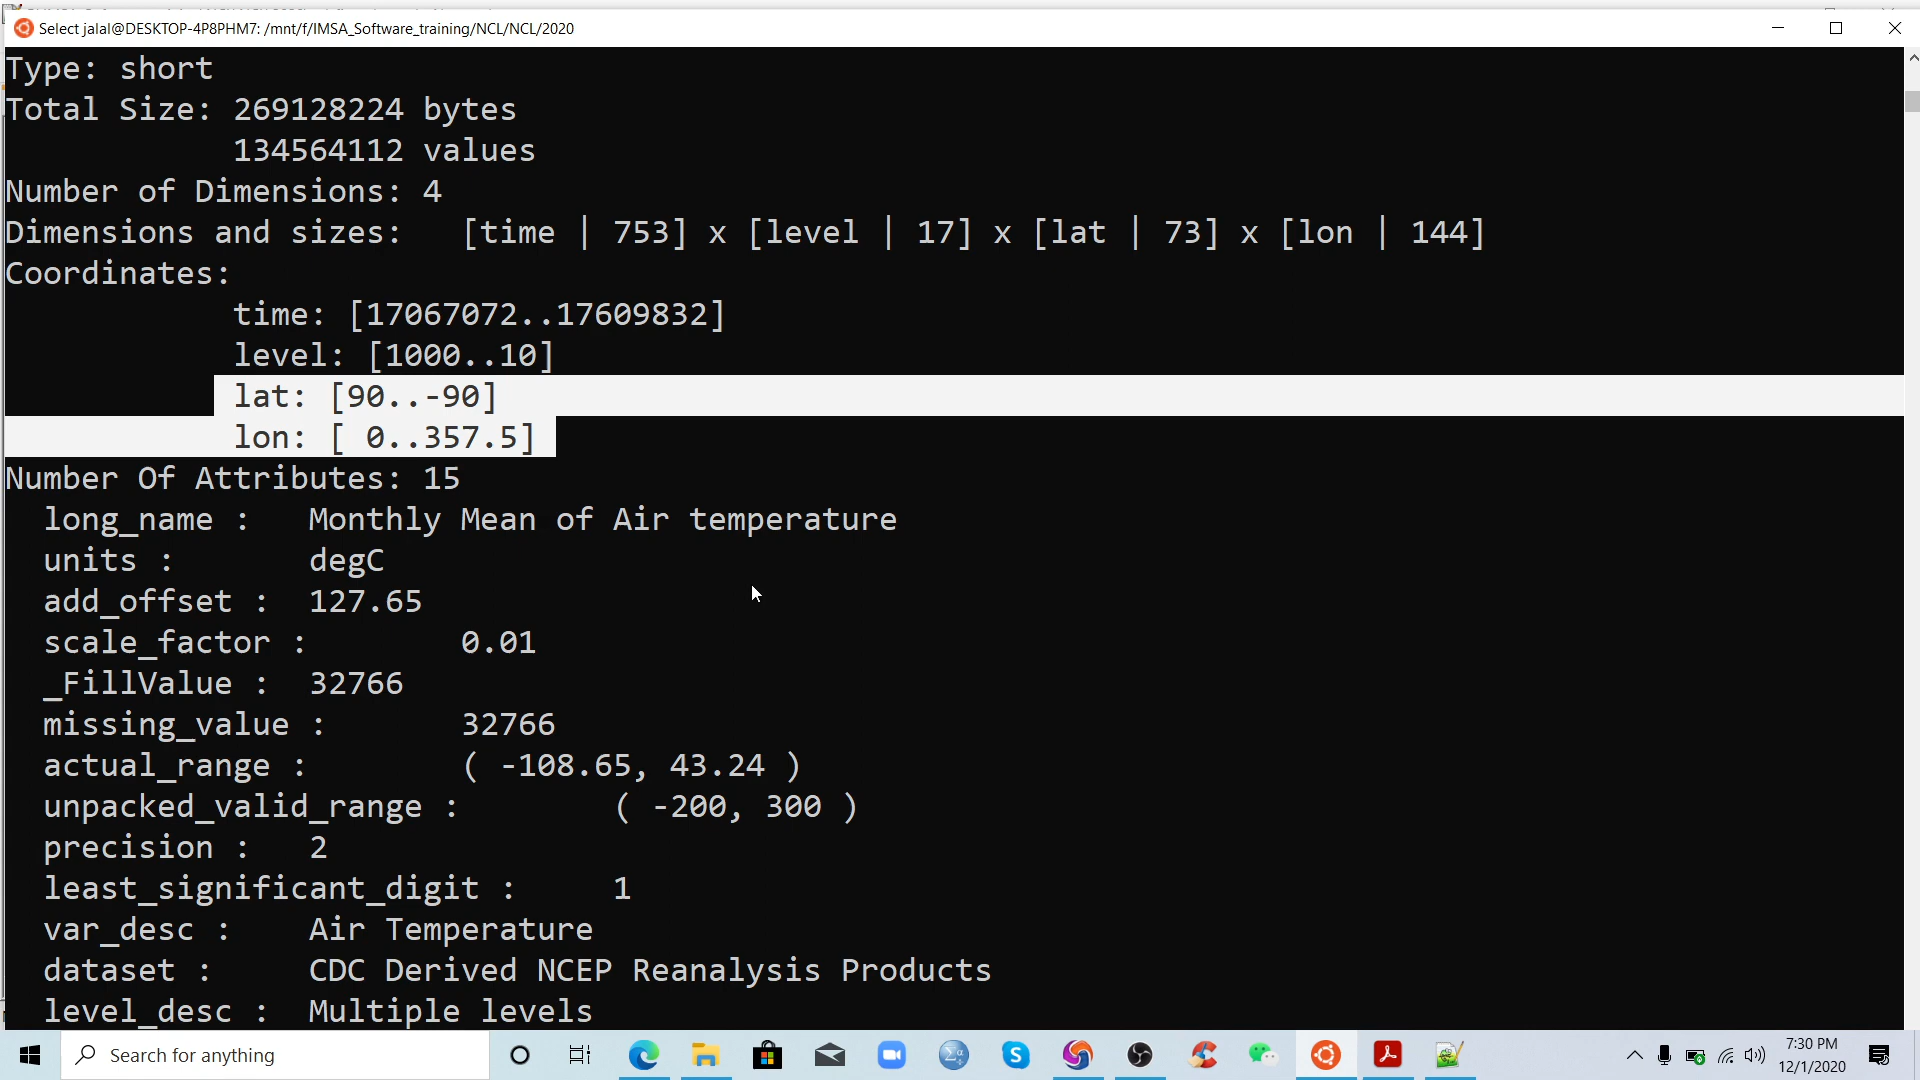 Select jalal@DESKTOP-4P8PHM7: /mnt/f/IMSA_Software_training/NCL/NCL/2020
Type: short
Total Size: 269128224 bytes
134564112 values
Number of Dimensions: 4
Dimensions and sizes:   [time | 753] x [level | 17] x [lat | 73] x [lon | 144]
Coordinates:
time: [17067072..17609832]
level: [1000..10]
lat: [90..-90]
lon: [ 0..357.5]
Number Of Attributes: 15
long_name :   Monthly Mean of Air temperature
units :       degC
add_offset :  127.65
scale_factor :        0.01
_FillValue :  32766
missing_value :       32766
actual_range :        ( -108.65, 43.24 )
unpacked_valid_range :        ( -200, 300 )
precision :   2
least_significant_digit :     1
var_desc :    Air Temperature
dataset :     CDC Derived NCEP Reanalysis Products
level_desc :  Multiple levels
Search for anything
7:30 PM
12/1/2020